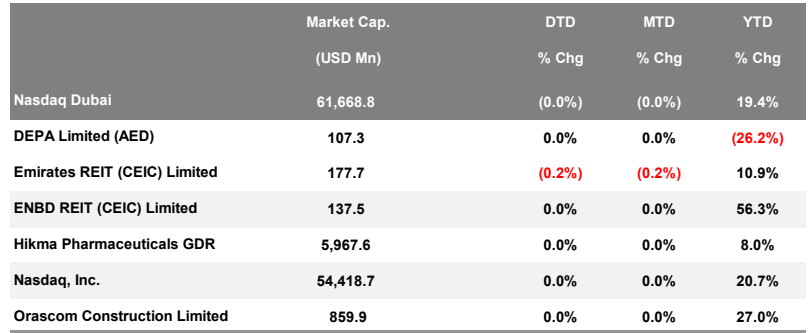 Market Cap. DTD MTD YTD
(USD Mn) % Chg % Chg % Chg
Nasdaq Dubai 61,668.8 (0.0%) (0.0%) 19.4%
DEPA Limited (AED) 107.3 0.0% 0.0% (26.2%)
Emirates REIT (CEIC) Limited 177.7 (0.2%) (0.2%) 10.9%
ENBD REIT (CEIC) Limited 137.5 0.0% 0.0% 56.3%
Hikma Pharmaceuticals GDR 5,967.6 0.0% 0.0% 8.0%
Nasdaq, Inc. 54,418.7 0.0% 0.0% 20.7%
Orascom Construction Limited 859.9 0.0% 0.0% 27.0%